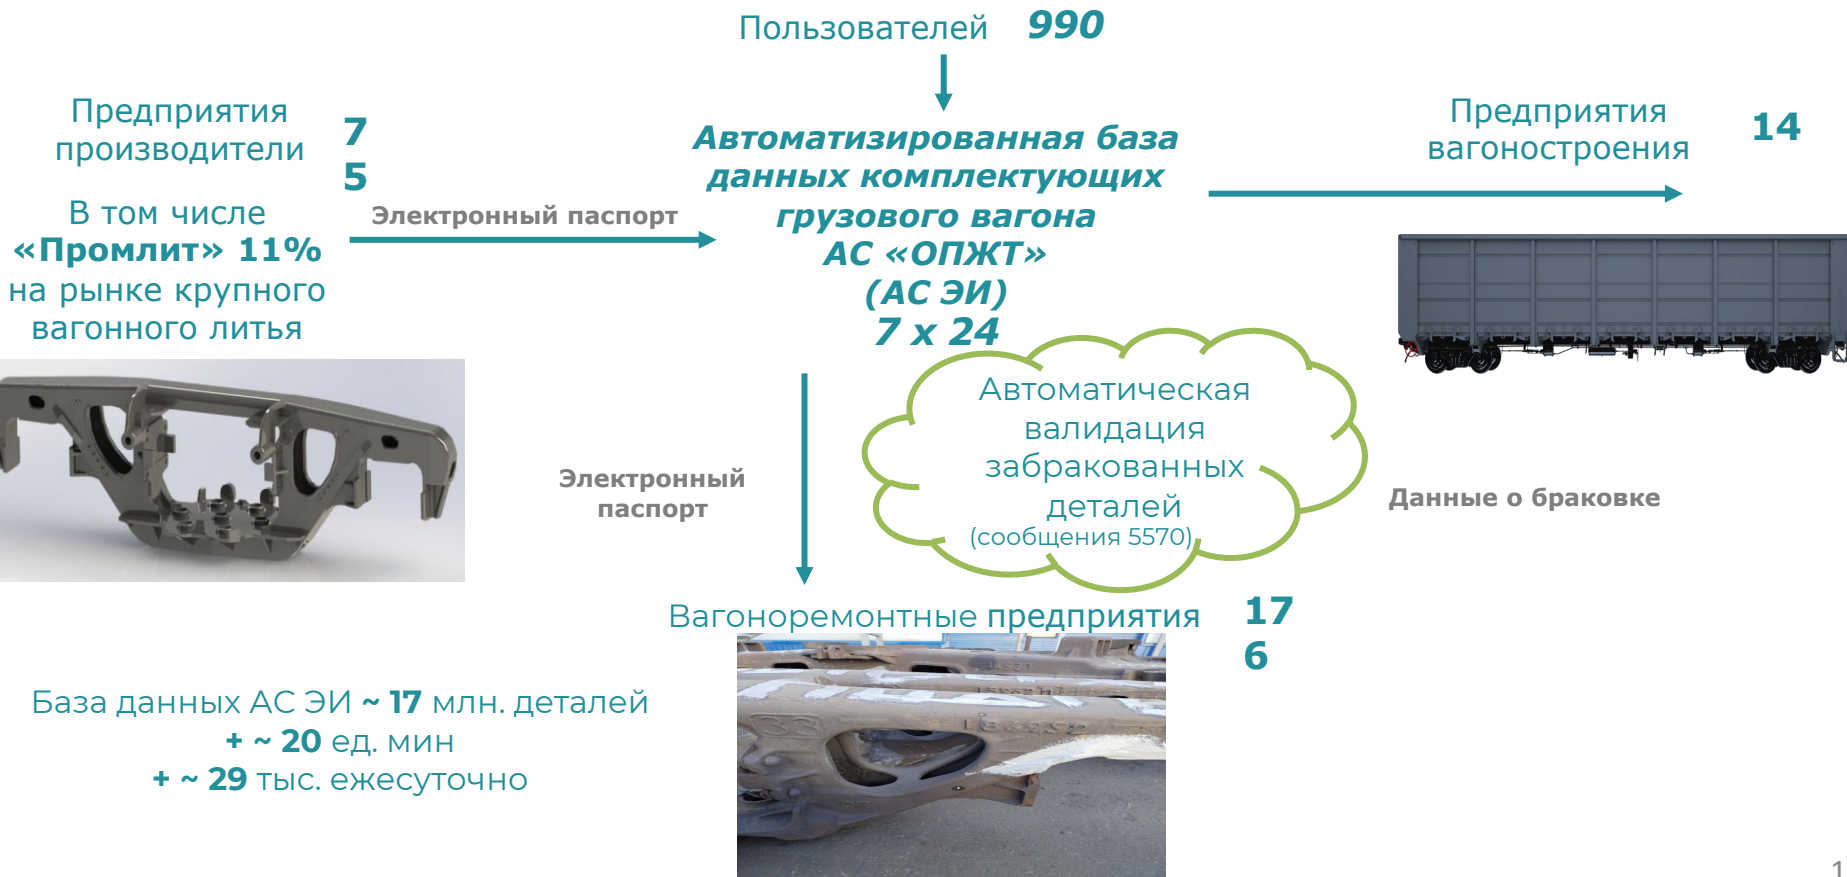 Пользователей 990
Предприятия
производители
7
5
В том числе
«Промлит» 11%
на рынке крупного
вагонного литья
Электронный паспорт
Автоматизированная база
данных комплектующих
грузового вагона
АС «ОПЖТ»
(АС ЭИ)
7 х 24
Предприятия
вагоностроения
14
Автоматическая
валидация
забракованных
деталей
(сообщения 5570)
Электронный
паспорт
Данные о браковке
Вагоноремонтные предприятия
17
6
База данных АС ЭИ ~ 17 млн. деталей
+ ~ 20 ед. мин
+ ~ 29 тыс. ежесуточно
1